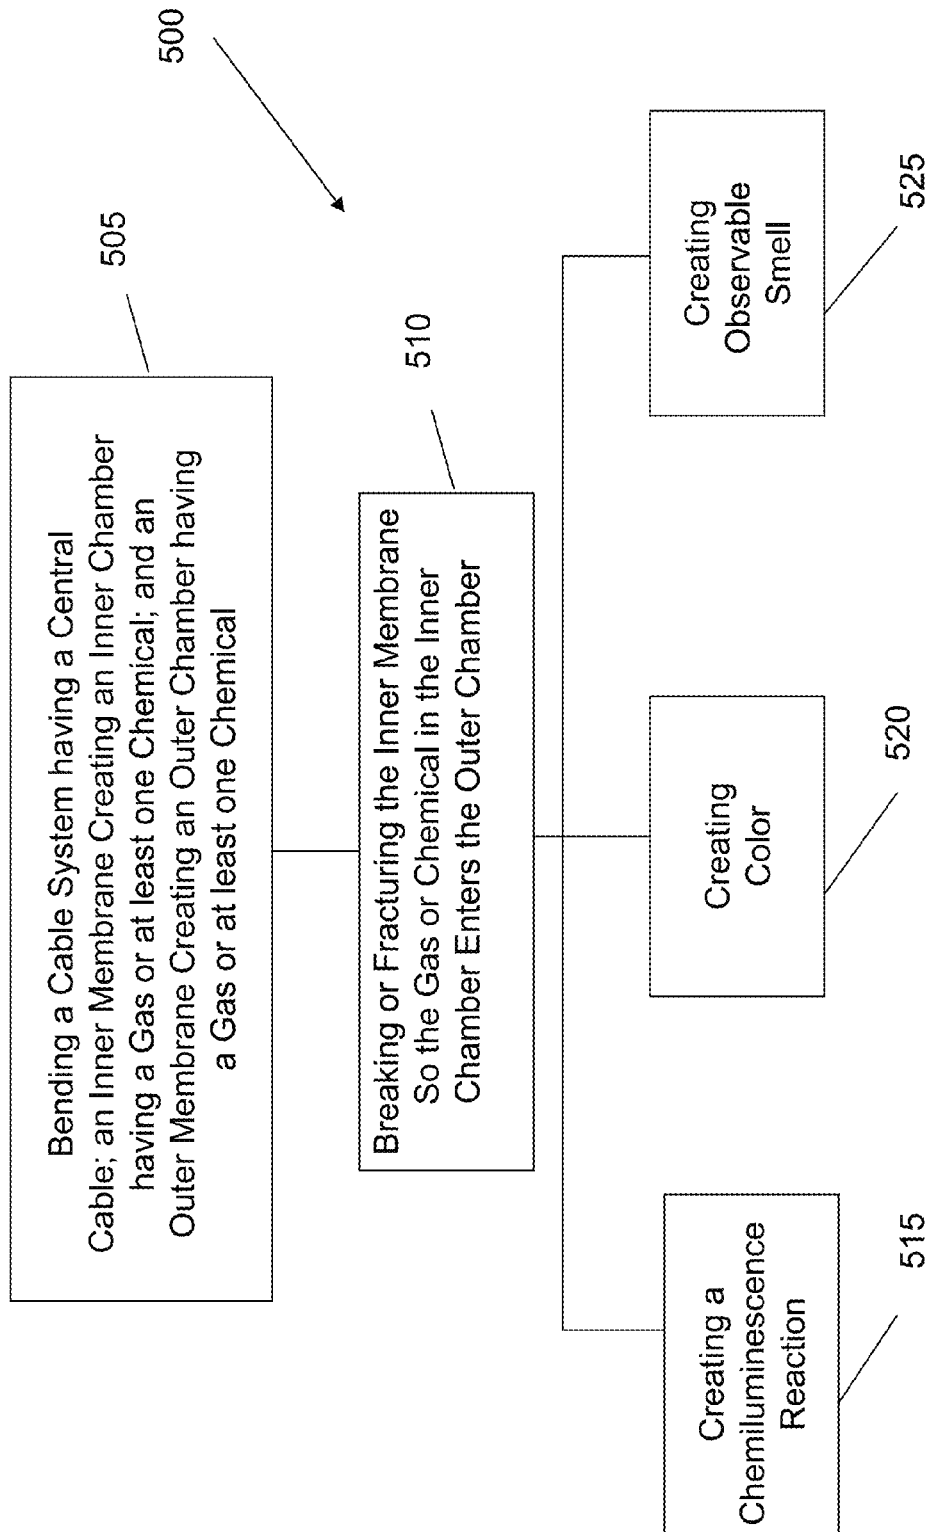 500
505
Bending a Cable System having a Central
Cable; an Inner Membrane Creating an Inner Chamber
having a Gas or at least one Chemical; and an
Outer Membrane Creating an Outer Chamber having
a Gas or at least one Chemical
510
Breaking or Fracturing the Inner Membrane
So the Gas or Chemical in the Inner
Chamber Enters the Outer Chamber
Creating a
Chemiluminescence
Reaction
515
Creating
Color
520
Creating
Observable
Smell
525